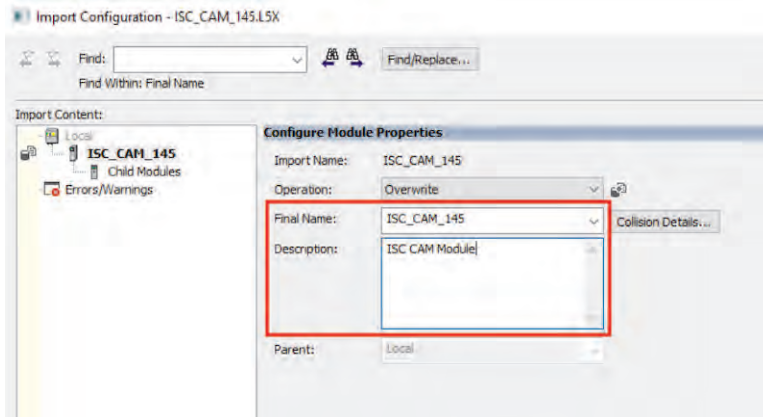 Import Configuration - ISC_CAM_145.L5X
Find:
Find/Replace...
Find Within: Final Name
Import Content:
Local
ISC_CAM_145
Child Modules
Errors/Warnings
Configure Module Properties
Import Name: ISC_CAM_145
Operation: Overwrite
Final Name: ISC_CAM_145
Collision Details...
Description: ISC CAM Module
Parent: Local